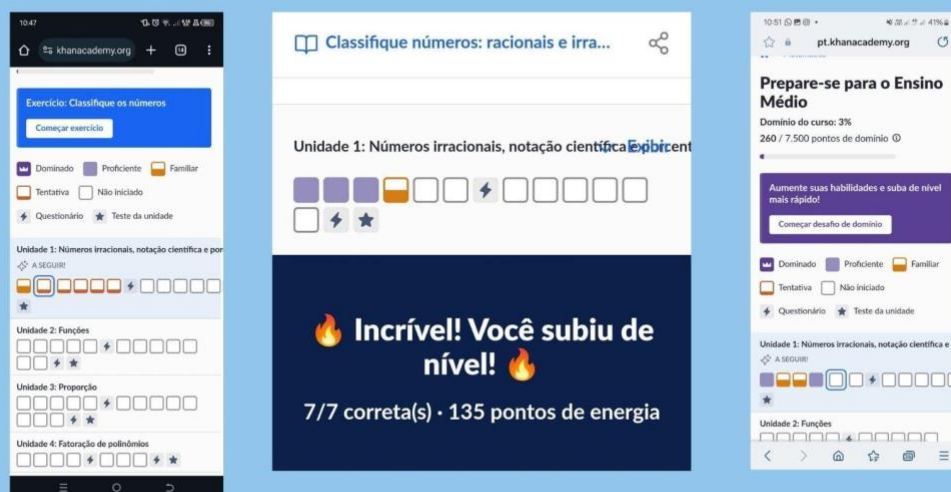 10:47
khanacademy.org
Exercício: Classifique os números
Começar exercício
Dominado Proficiente Familiar
Tentativa Não iniciado
Questionário Teste da unidade
Unidade 1: Números irracionais, notação científica e por
A SEGUIR!
Unidade 2: Funções
Unidade 3: Proporção
Unidade 4: Fatoração de polinômios
Classifique números: racionais e irra...
Unidade 1: Números irracionais, notação científica e porcent
Exibir
🔥 Incrível! Você subiu de
nível! 🔥
7/7 correta(s) · 135 pontos de energia
10:51
41%
pt.khanacademy.org
Prepare-se para o Ensino
Médio
Domínio do curso: 3%
260 / 7.500 pontos de domínio
Aumente suas habilidades e suba de nível
mais rápido!
Começar desafio de domínio
Dominado Proficiente Familiar
Tentativa Não iniciado
Questionário Teste da unidade
Unidade 1: Números irracionais, notação científica e
A SEGUIR!
Unidade 2: Funções